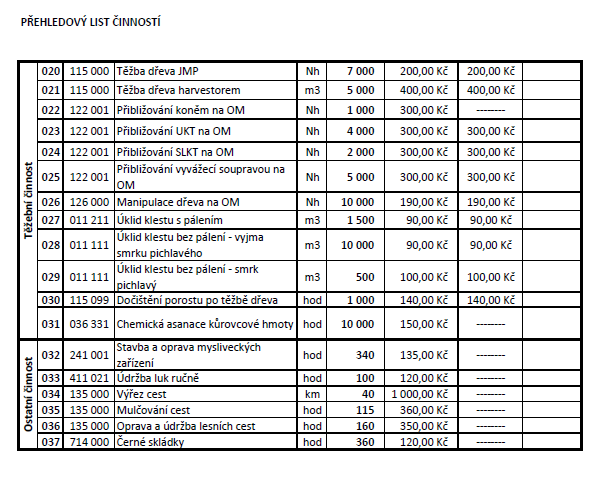 PŘEHLEDOVÝ LIST ČINNOSTÍ
Těžební činnost
020 115 000 Těžba dřeva JMP Nh 7 000 200,00 Kč 200,00 Kč
021 115 000 Těžba dřeva harvestorem m3 5 000 400,00 Kč 400,00 Kč
022 122 001 Přibližování koněm na OM Nh 1 000 300,00 Kč --------
023 122 001 Přibližování UKT na OM Nh 4 000 300,00 Kč 300,00 Kč
024 122 001 Přibližování SLKT na OM Nh 2 000 300,00 Kč 300,00 Kč
025 122 001 Přibližování vyvážecí soupravou na
OM Nh 5 000 300,00 Kč 300,00 Kč
026 126 000 Manipulace dřeva na OM Nh 10 000 190,00 Kč 190,00 Kč
027 011 211 Úklid klestu s pálením m3 1 500 90,00 Kč 90,00 Kč
028 011 111 Úklid klestu bez pálení - vyjma
smrku pichlavého m3 10 000 90,00 Kč 90,00 Kč
029 011 111 Úklid klestu bez pálení - smrk
pichlavý m3 500 100,00 Kč 100,00 Kč
030 115 099 Dočištění porostu po těžbě dřeva hod 1 000 140,00 Kč 140,00 Kč
031 036 331 Chemická asanace kůrovcové hmoty hod 10 000 150,00 Kč --------
Ostatní činnost
032 241 001 Stavba a oprava mysliveckých
zařízení hod 340 135,00 Kč --------
033 411 021 Údržba luk ručně hod 100 120,00 Kč --------
034 135 000 Výřez cest km 40 1 000,00 Kč --------
035 135 000 Mulčování cest hod 115 360,00 Kč --------
036 135 000 Oprava a údržba lesních cest hod 160 350,00 Kč --------
037 714 000 Černé skládky hod 360 120,00 Kč --------